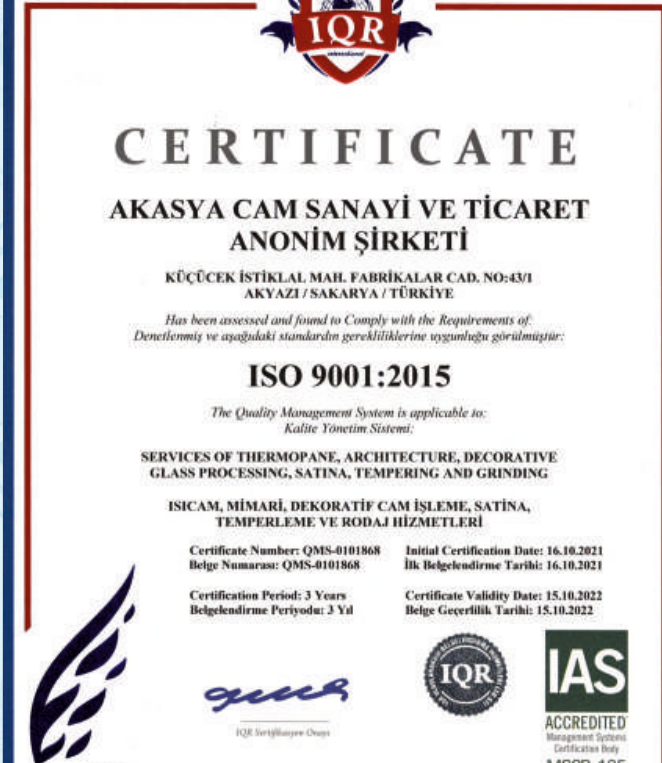 IQR
international
CERTIFICATE
AKASYA CAM SANAYİ VE TİCARET
ANONİM ŞİRKETİ
KÜÇÜCEK İSTİKLAL MAH. FABRİKALAR CAD. NO:43/1
AKYAZI / SAKARYA / TÜRKİYE
Has been assessed and found to Comply with the Requirements of:
Denetlenmiş ve aşağıdaki standardın gerekliliklerine uygunluğu görülmüştür:
ISO 9001:2015
The Quality Management System is applicable to:
Kalite Yönetim Sistemi:
SERVICES OF THERMOPANE, ARCHITECTURE, DECORATIVE
GLASS PROCESSING, SATINA, TEMPERING AND GRINDING
ISICAM, MİMARİ, DEKORATİF CAM İŞLEME, SATİNA,
TEMPERLEME VE RODAJ HİZMETLERİ
Certificate Number: QMS-0101868
Belge Numarası: QMS-0101868
Initial Certification Date: 16.10.2021
İlk Belgelendirme Tarihi: 16.10.2021
Certification Period: 3 Years
Belgelendirme Periyodu: 3 Yıl
Certificate Validity Date: 15.10.2022
Belge Geçerlilik Tarihi: 15.10.2022
IQR Sertifikasyon Onayı
IQR
IAS
ACCREDITED
Management Systems
Certification Body